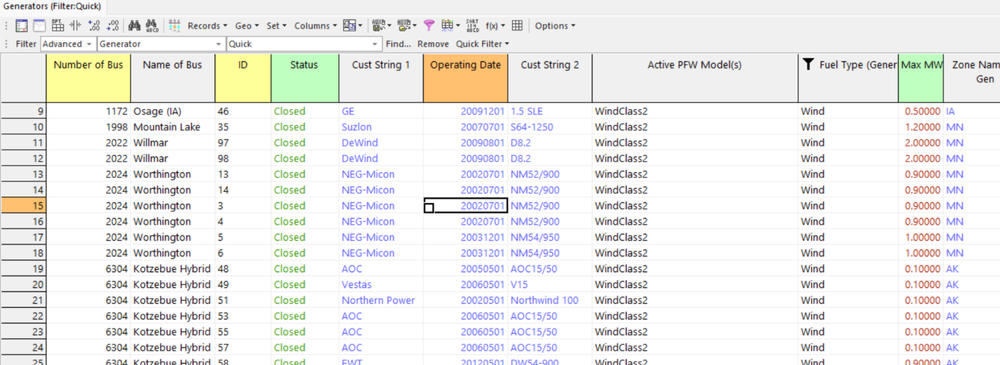 Generators (Filter:Quick)
Records Geo Set Columns AUXB AUXB SORT 124 ABCD f(x) Options
Filter Advanced Generator Quick Find... Remove Quick Filter
Number of Bus Name of Bus ID Status Cust String 1 Operating Date Cust String 2 Active PFW Model(s) Fuel Type (Gener Max MW Zone Nam
Gen
9 1172 Osage (IA) 46 Closed GE 20091201 1.5 SLE WindClass2 Wind 0.50000 IA
10 1998 Mountain Lake 35 Closed Suzlon 20070701 S64-1250 WindClass2 Wind 1.20000 MN
11 2022 Willmar 97 Closed DeWind 20090801 D8.2 WindClass2 Wind 2.00000 MN
12 2022 Willmar 98 Closed DeWind 20090801 D8.2 WindClass2 Wind 2.00000 MN
13 2024 Worthington 13 Closed NEG-Micon 20020701 NM52/900 WindClass2 Wind 0.90000 MN
14 2024 Worthington 14 Closed NEG-Micon 20020701 NM52/900 WindClass2 Wind 0.90000 MN
15 2024 Worthington 3 Closed NEG-Micon 20020701 NM52/900 WindClass2 Wind 0.90000 MN
16 2024 Worthington 4 Closed NEG-Micon 20020701 NM52/900 WindClass2 Wind 0.90000 MN
17 2024 Worthington 5 Closed NEG-Micon 20031201 NM54/950 WindClass2 Wind 1.00000 MN
18 2024 Worthington 6 Closed NEG-Micon 20031201 NM54/950 WindClass2 Wind 1.00000 MN
19 6304 Kotzebue Hybrid 48 Closed AOC 20050501 AOC15/50 WindClass2 Wind 0.10000 AK
20 6304 Kotzebue Hybrid 49 Closed Vestas 20060501 V15 WindClass2 Wind 0.10000 AK
21 6304 Kotzebue Hybrid 51 Closed Northern Power 20020501 Northwind 100 WindClass2 Wind 0.10000 AK
22 6304 Kotzebue Hybrid 53 Closed AOC 20060501 AOC15/50 WindClass2 Wind 0.10000 AK
23 6304 Kotzebue Hybrid 55 Closed AOC 20060501 AOC15/50 WindClass2 Wind 0.10000 AK
24 6304 Kotzebue Hybrid 57 Closed AOC 20060501 AOC15/50 WindClass2 Wind 0.10000 AK
25 6304 Kotzebue Hybrid 58 Closed EWT 20120501 DW54-900 WindClass2 Wind 0.90000 AK